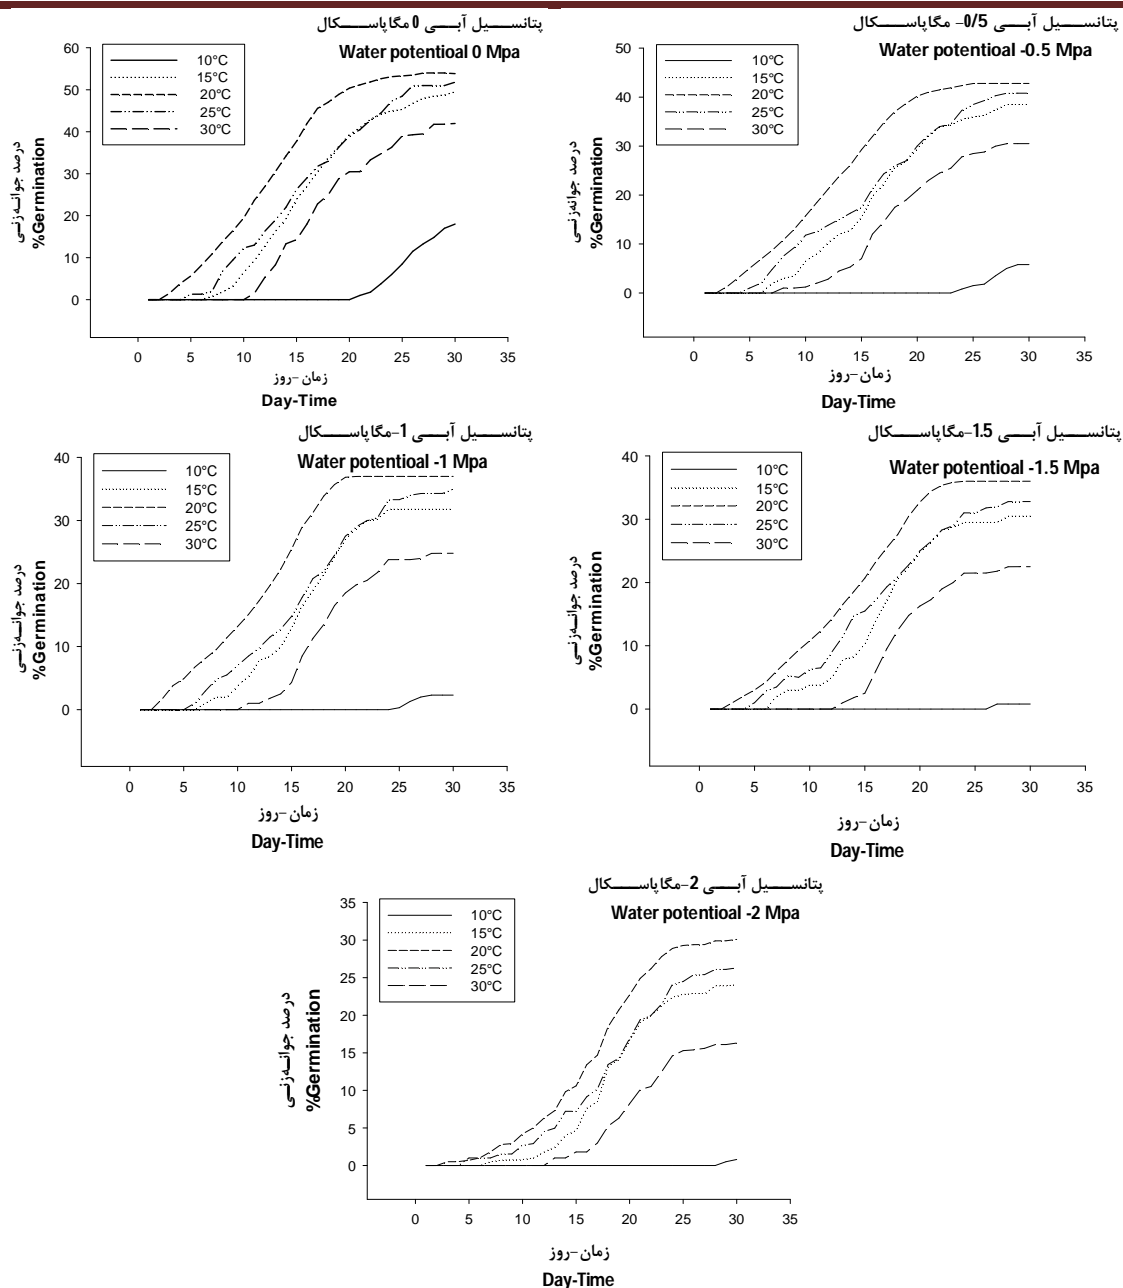 پتانسیل آبی 0 مگاپاسکال
Water potentioal 0 Mpa
10°C
15°C
20°C
25°C
30°C
60
50
40
30
20
10
0
درصد جوانه‌زنی
%Germination
0 5 10 15 20 25 30 35
زمان-روز
Day-Time
پتانسیل آبی 0/5- مگاپاسکال
Water potentioal -0.5 Mpa
10°C
15°C
20°C
25°C
30°C
50
40
30
20
10
0
درصد جوانه‌زنی
%Germination
0 5 10 15 20 25 30 35
زمان-روز
Day-Time
پتانسیل آبی 1-مگاپاسکال
Water potentioal -1 Mpa
10°C
15°C
20°C
25°C
30°C
40
30
20
10
0
درصد جوانه‌زنی
%Germination
0 5 10 15 20 25 30 35
زمان-روز
Day-Time
پتانسیل آبی 1.5-مگاپاسکال
Water potentioal -1.5 Mpa
10°C
15°C
20°C
25°C
30°C
40
30
20
10
0
درصد جوانه‌زنی
%Germination
0 5 10 15 20 25 30 35
زمان-روز
Day-Time
پتانسیل آبی 2-مگاپاسکال
Water potentioal -2 Mpa
10°C
15°C
20°C
25°C
30°C
35
30
25
20
15
10
5
0
درصد جوانه‌زنی
%Germination
0 5 10 15 20 25 30 35
زمان-روز
Day-Time